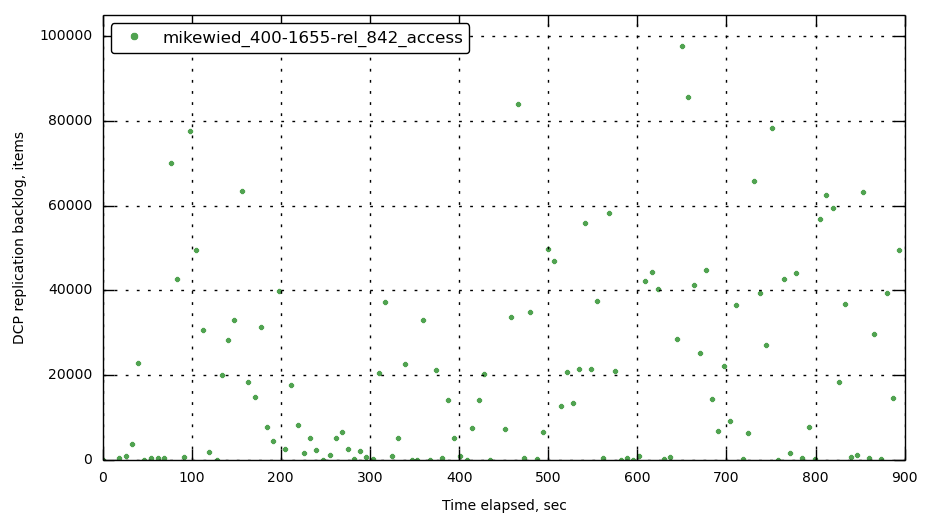 mikewied_400-1655-rel_842_access
100000
80000
60000
40000
20000
0
DCP replication backlog, items
0 100 200 300 400 500 600 700 800 900
Time elapsed, sec